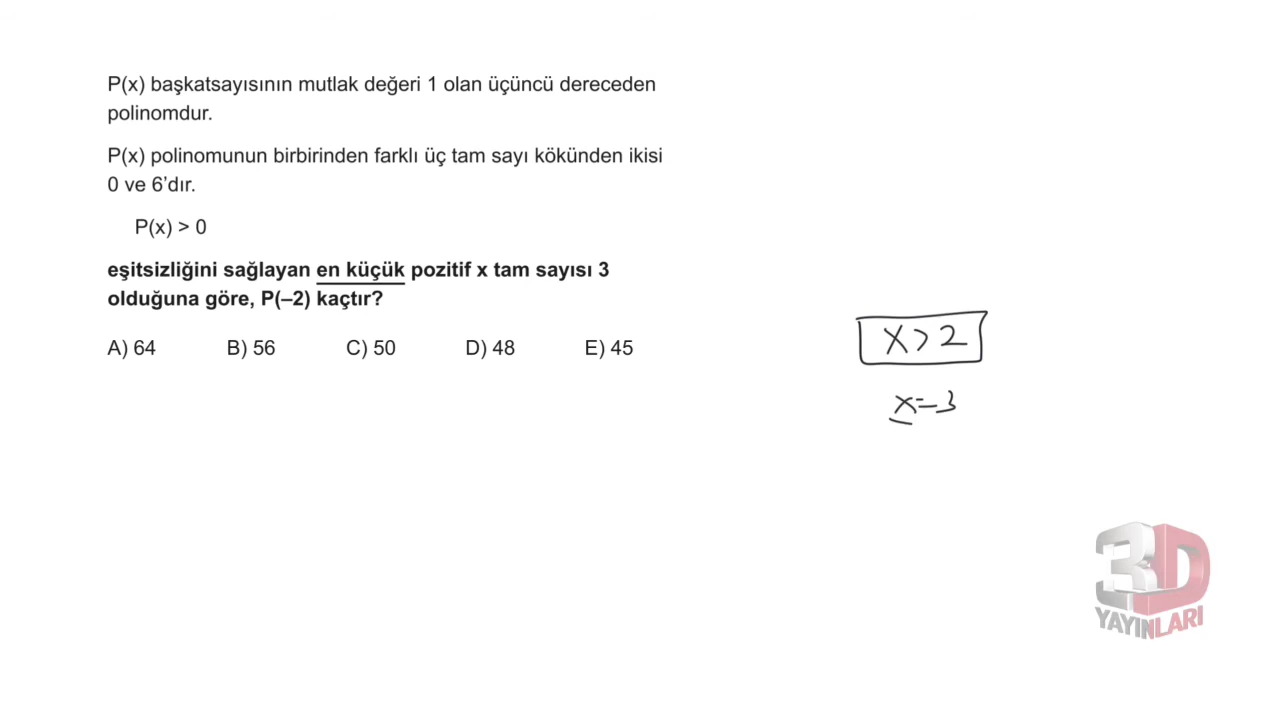 P(x) başkatsayısının mutlak değeri 1 olan üçüncü dereceden
polinomdur.
P(x) polinomunun birbirinden farklı üç tam sayı kökünden ikisi
0 ve 6’dır.
P(x) > 0
eşitsizliğini sağlayan en küçük pozitif x tam sayısı 3
olduğuna göre, P(–2) kaçtır?
A) 64 B) 56 C) 50 D) 48 E) 45
x > 2
x = -3
3D
YAYINLARI